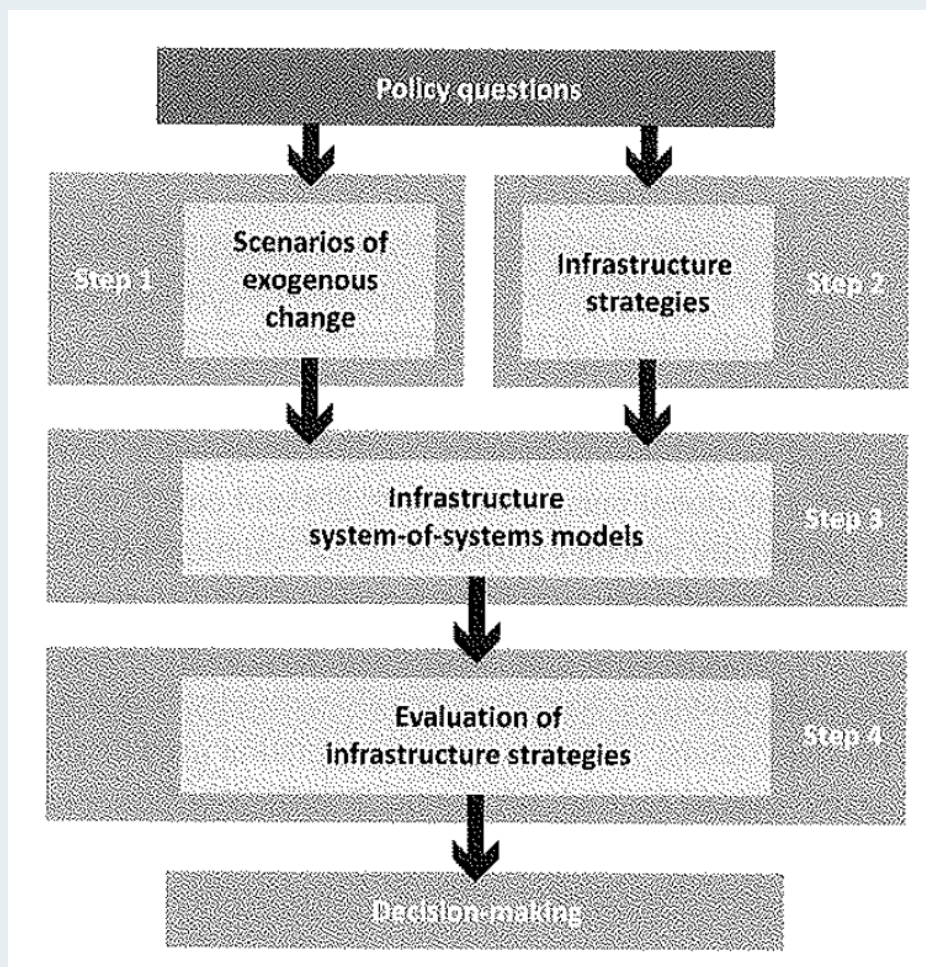 Policy questions
Step 1
Scenarios of
exogenous
change
Infrastructure
strategies
Step 2
Infrastructure
system-of-systems models
Step 3
Evaluation of
infrastructure strategies
Step 4
Decision-making